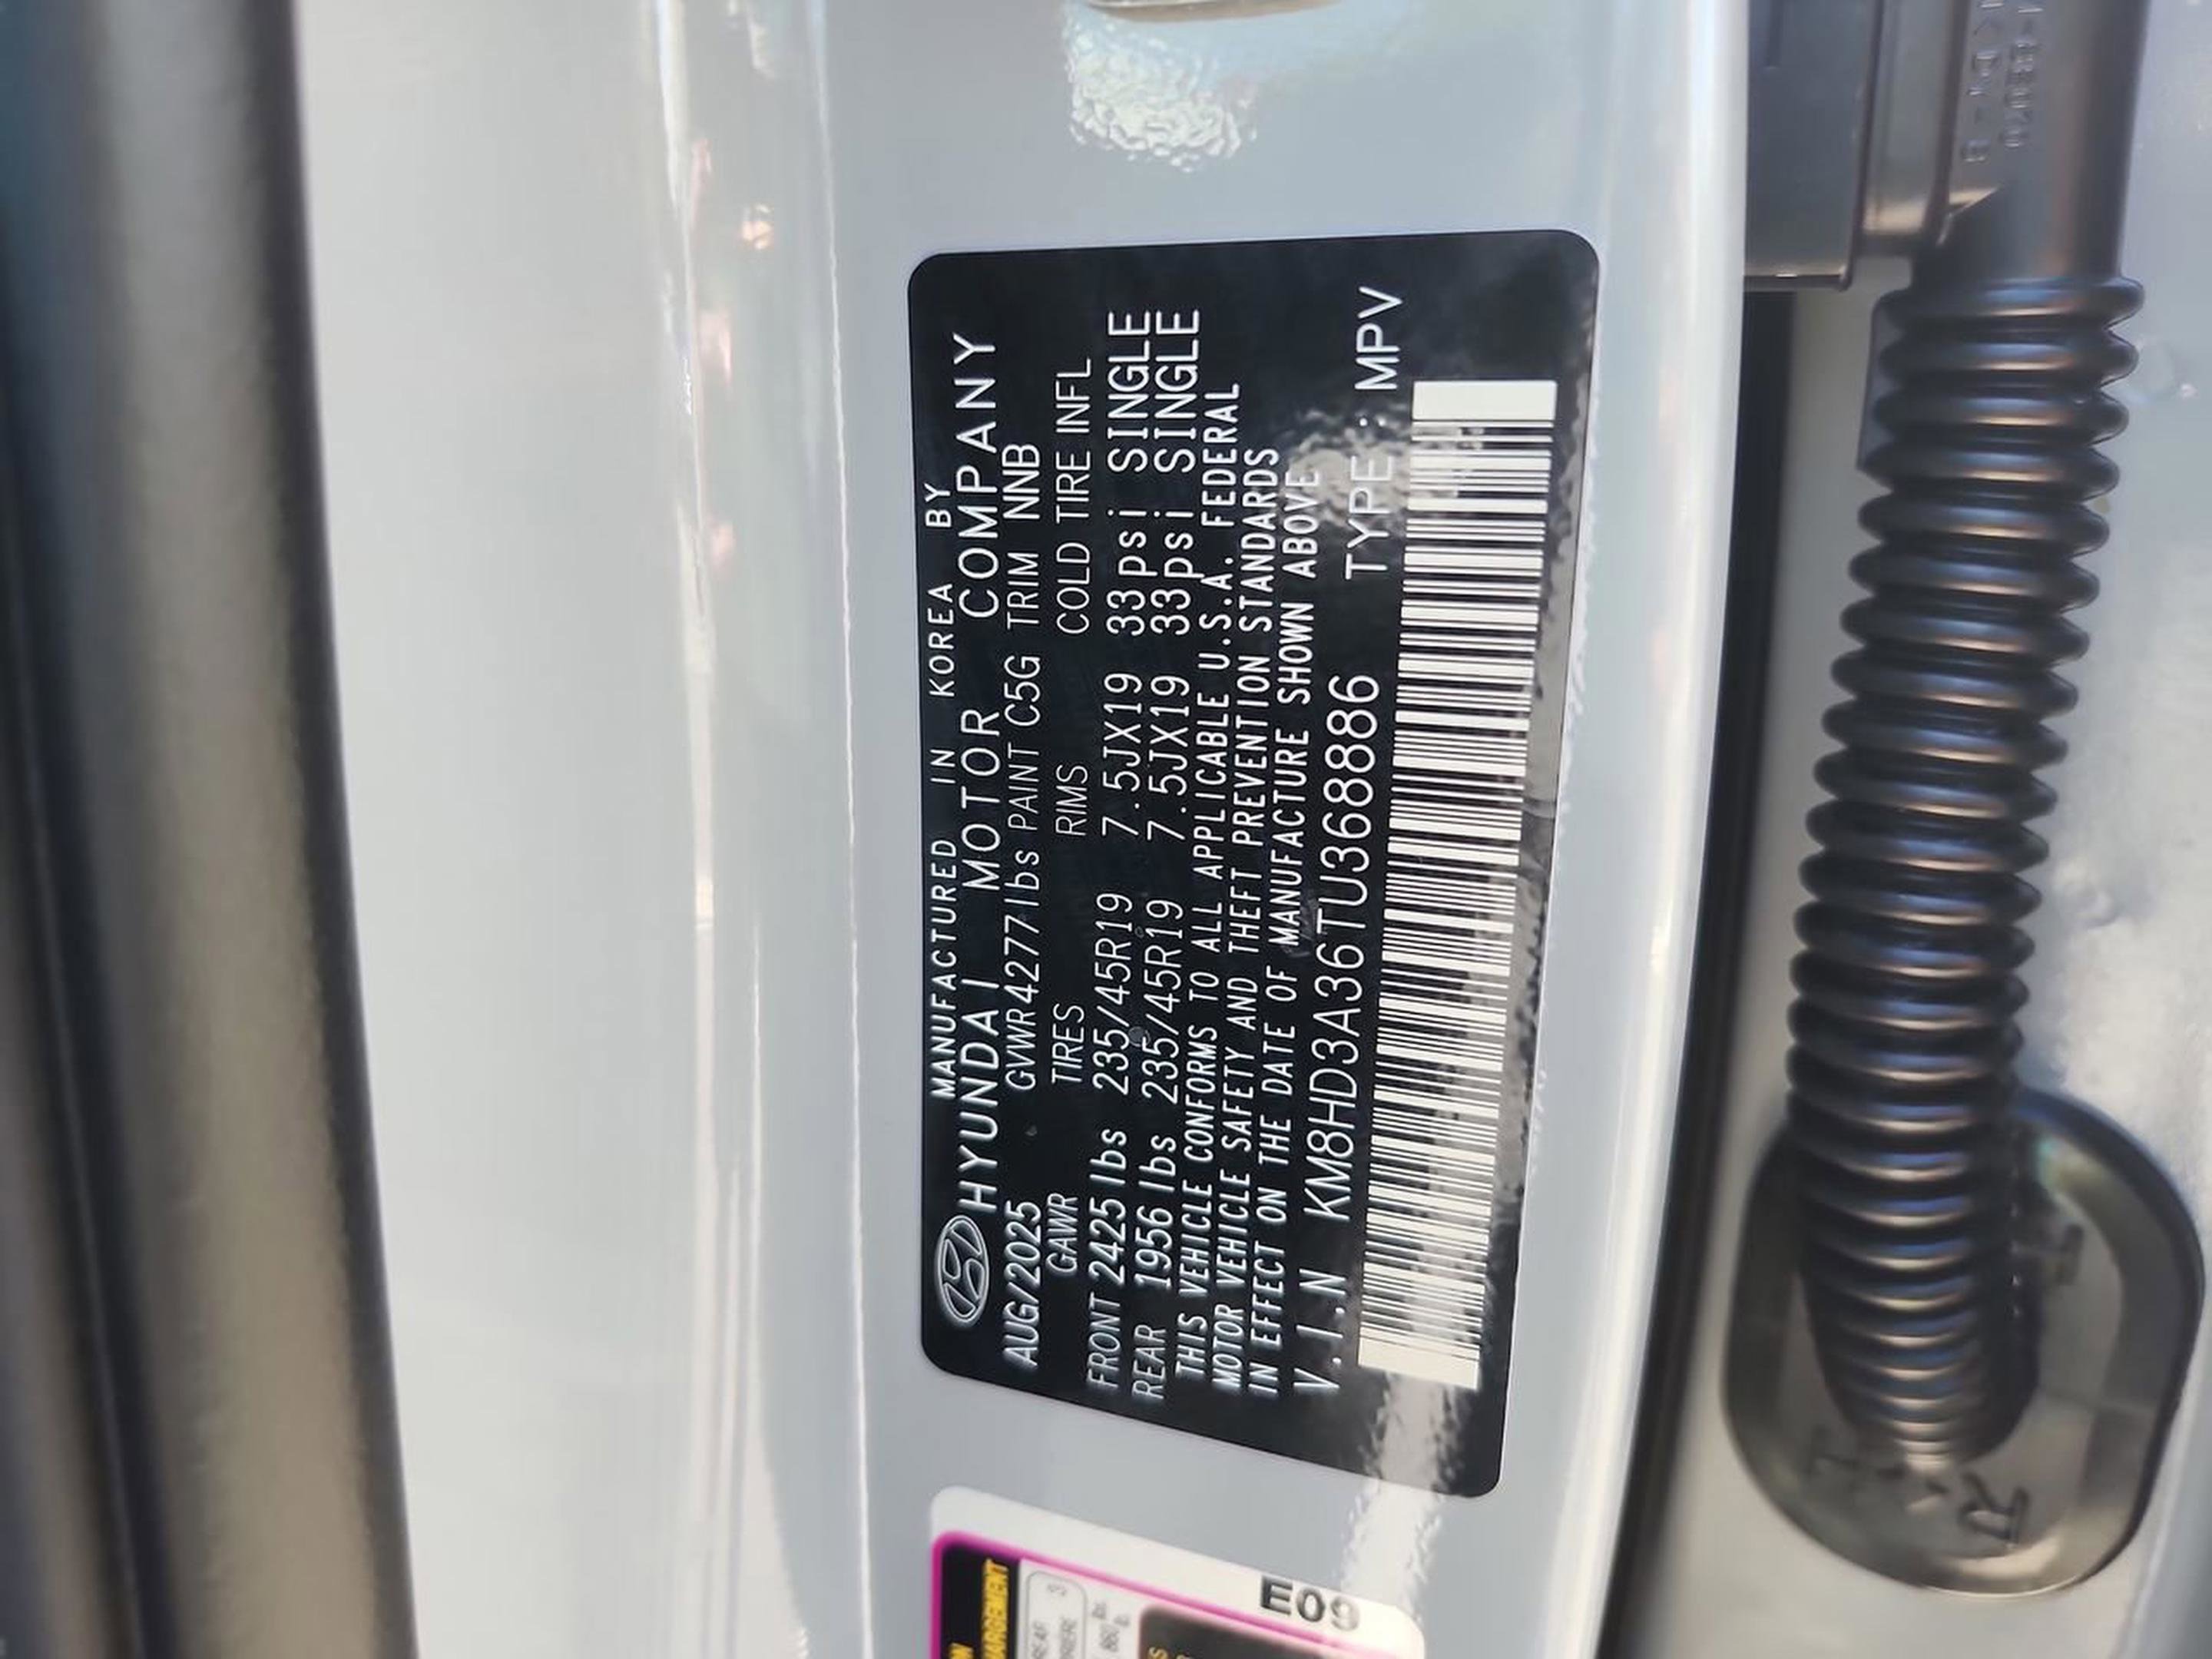 MANUFACTURED IN KOREA BY
HYUNDAI MOTOR COMPANY
AUG/2025 GVWR4277lbs PAINT C5G TRIM NNB
GAWR TIRES RIMS COLD TIRE INFL
FRONT 2425 lbs 235/45R19 7.5JX19 33psi SINGLE
REAR 1956 lbs 235/45R19 7.5JX19 33psi SINGLE
THIS VEHICLE CONFORMS TO ALL APPLICABLE U.S.A. FEDERAL
MOTOR VEHICLE SAFETY AND THEFT PREVENTION STANDARDS
IN EFFECT ON THE DATE OF MANUFACTURE SHOWN ABOVE
V.I.N KM8HD3A36TU368886 TYPE : MPV
E09